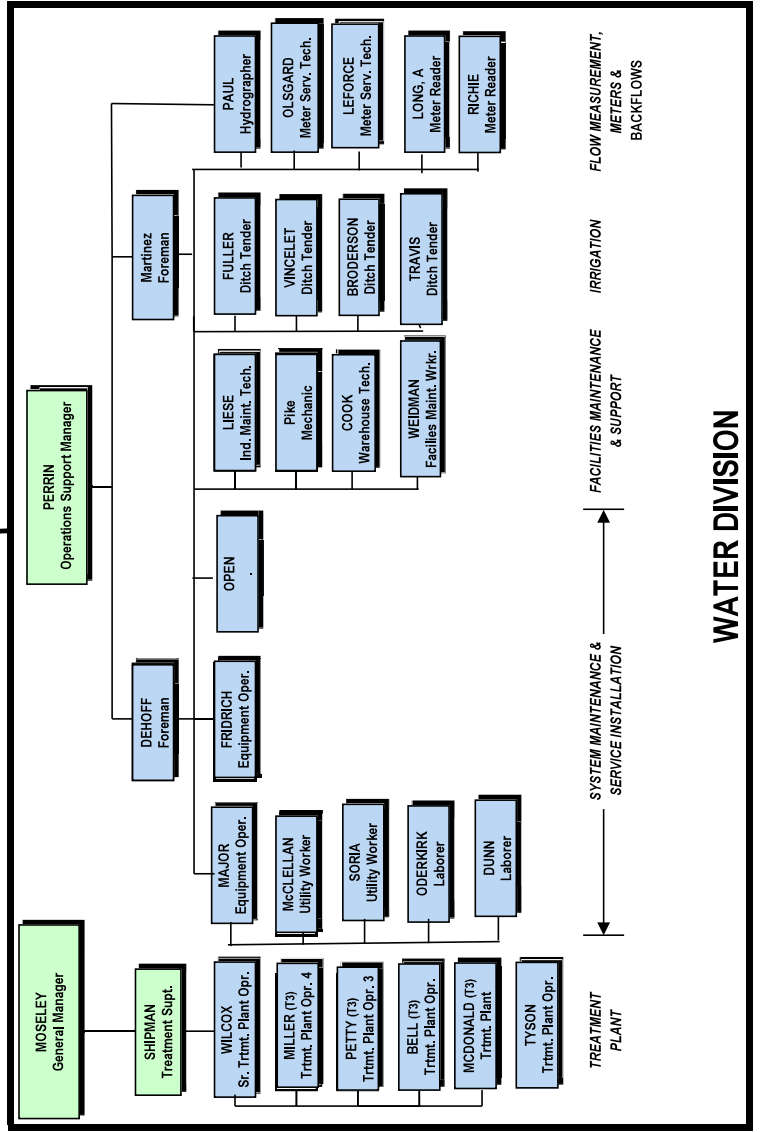 MOSELEY
General Manager
PERRIN
Operations Support Manager
SHIPMAN
Treatment Supt.
DEHOFF
Foreman
Martinez
Foreman
WILCOX
Sr. Trtmt. Plant Opr.
MILLER (T3)
Trtmt. Plant Opr. 4
PETTY (T3)
Trtmt. Plant Opr. 3
BELL (T3)
Trtmt. Plant Opr.
MCDONALD (T3)
Trtmt. Plant
TYSON
Trtmt. Plant Opr.
MAJOR
Equipment Oper.
McCLELLAN
Utility Worker
SORIA
Utility Worker
ODERKIRK
Laborer
DUNN
Laborer
FRIDRICH
Equipment Oper.
OPEN
.
LIESE
Ind. Maint. Tech.
Pike
Mechanic
COOK
Warehouse Tech.
WEIDMAN
Facilies Maint. Wrkr.
FULLER
Ditch Tender
VINCELET
Ditch Tender
BRODERSON
Ditch Tender
TRAVIS
Ditch Tender
PAUL
Hydrographer
OLSGARD
Meter Serv. Tech.
LEFORCE
Meter Serv. Tech.
LONG, A
Meter Reader
RICHIE
Meter Reader
TREATMENT
PLANT
SYSTEM MAINTENANCE &
SERVICE INSTALLATION
FACILITIES MAINTENANCE
& SUPPORT
IRRIGATION
FLOW MEASUREMENT,
METERS &
BACKFLOWS
WATER DIVISION